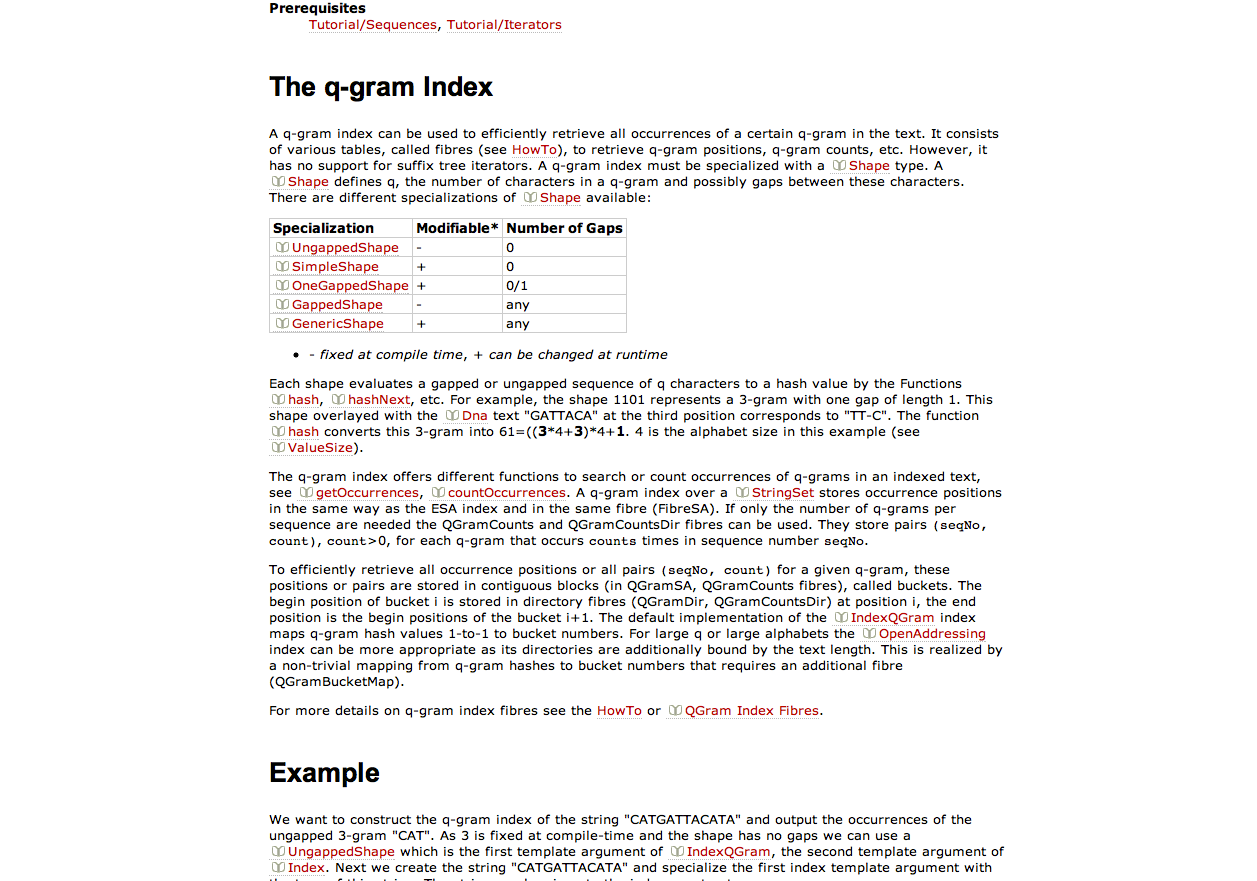 Prerequisites
Tutorial/Sequences, Tutorial/Iterators
The q-gram Index
A q-gram index can be used to efficiently retrieve all occurrences of a certain q-gram in the text. It consists
of various tables, called fibres (see HowTo), to retrieve q-gram positions, q-gram counts, etc. However, it
has no support for suffix tree iterators. A q-gram index must be specialized with a Shape type. A
Shape defines q, the number of characters in a q-gram and possibly gaps between these characters.
There are different specializations of Shape available:
Specialization Modifiable* Number of Gaps
UngappedShape - 0
SimpleShape + 0
OneGappedShape + 0/1
GappedShape - any
GenericShape + any
• - fixed at compile time, + can be changed at runtime
Each shape evaluates a gapped or ungapped sequence of q characters to a hash value by the Functions
hash, hashNext, etc. For example, the shape 1101 represents a 3-gram with one gap of length 1. This
shape overlayed with the Dna text "GATTACA" at the third position corresponds to "TT-C". The function
hash converts this 3-gram into 61=((3*4+3)*4+1. 4 is the alphabet size in this example (see
ValueSize).
The q-gram index offers different functions to search or count occurrences of q-grams in an indexed text,
see getOccurrences, countOccurrences. A q-gram index over a StringSet stores occurrence positions
in the same way as the ESA index and in the same fibre (FibreSA). If only the number of q-grams per
sequence are needed the QGramCounts and QGramCountsDir fibres can be used. They store pairs (seqNo,
count), count>0, for each q-gram that occurs counts times in sequence number seqNo.
To efficiently retrieve all occurrence positions or all pairs (seqNo, count) for a given q-gram, these
positions or pairs are stored in contiguous blocks (in QGramSA, QGramCounts fibres), called buckets. The
begin position of bucket i is stored in directory fibres (QGramDir, QGramCountsDir) at position i, the end
position is the begin positions of the bucket i+1. The default implementation of the IndexQGram index
maps q-gram hash values 1-to-1 to bucket numbers. For large q or large alphabets the OpenAddressing
index can be more appropriate as its directories are additionally bound by the text length. This is realized by
a non-trivial mapping from q-gram hashes to bucket numbers that requires an additional fibre
(QGramBucketMap).
For more details on q-gram index fibres see the HowTo or QGram Index Fibres.
Example
We want to construct the q-gram index of the string "CATGATTACATA" and output the occurrences of the
ungapped 3-gram "CAT". As 3 is fixed at compile-time and the shape has no gaps we can use a
UngappedShape which is the first template argument of IndexQGram, the second template argument of
Index. Next we create the string "CATGATTACATA" and specialize the first index template argument with